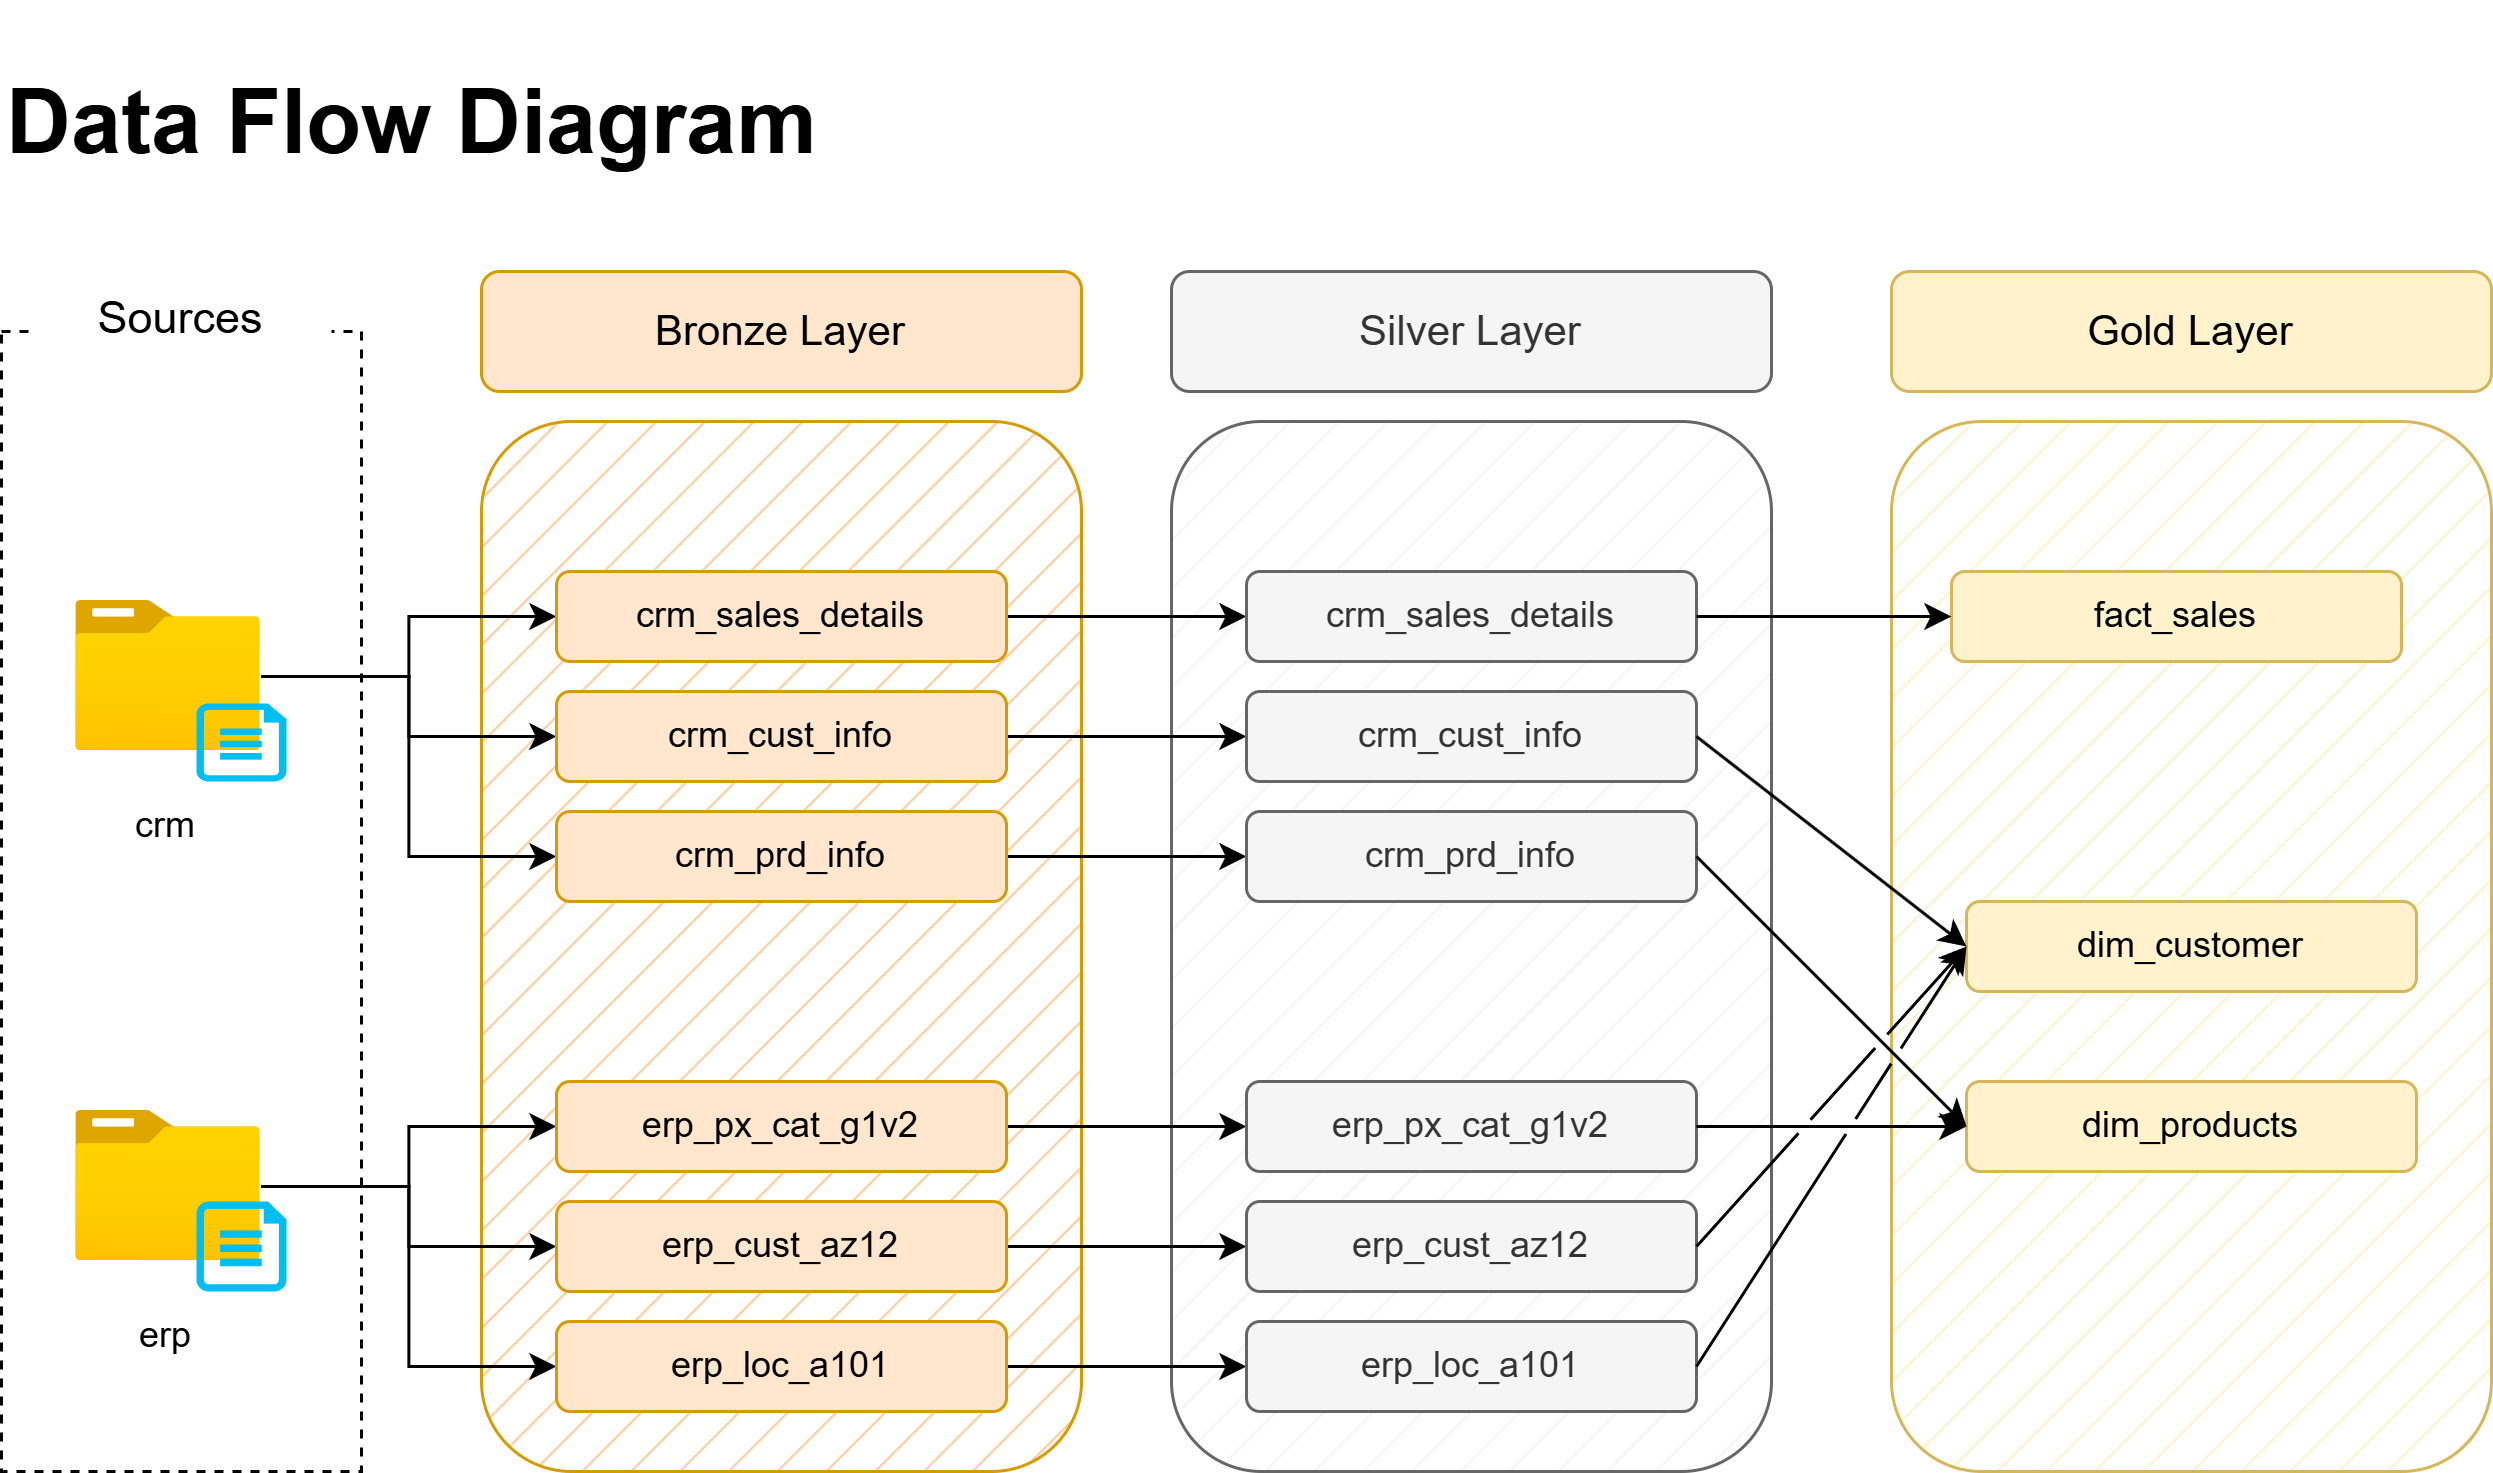 Data Flow Diagram
Sources
Bronze Layer
Silver Layer
Gold Layer
crm
crm_sales_details
crm_cust_info
crm_prd_info
crm_sales_details
crm_cust_info
crm_prd_info
fact_sales
dim_customer
dim_products
erp
erp_px_cat_g1v2
erp_cust_az12
erp_loc_a101
erp_px_cat_g1v2
erp_cust_az12
erp_loc_a101